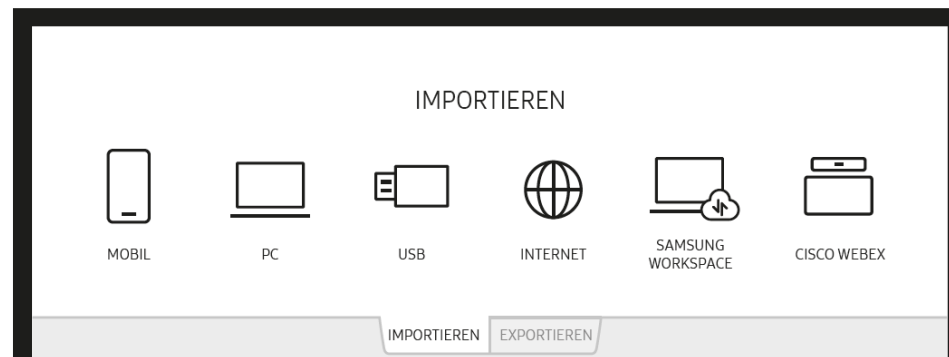 IMPORTIEREN
MOBIL
PC
USB
INTERNET
SAMSUNG
WORKSPACE
CISCO WEBEX
IMPORTIEREN
EXPORTIEREN